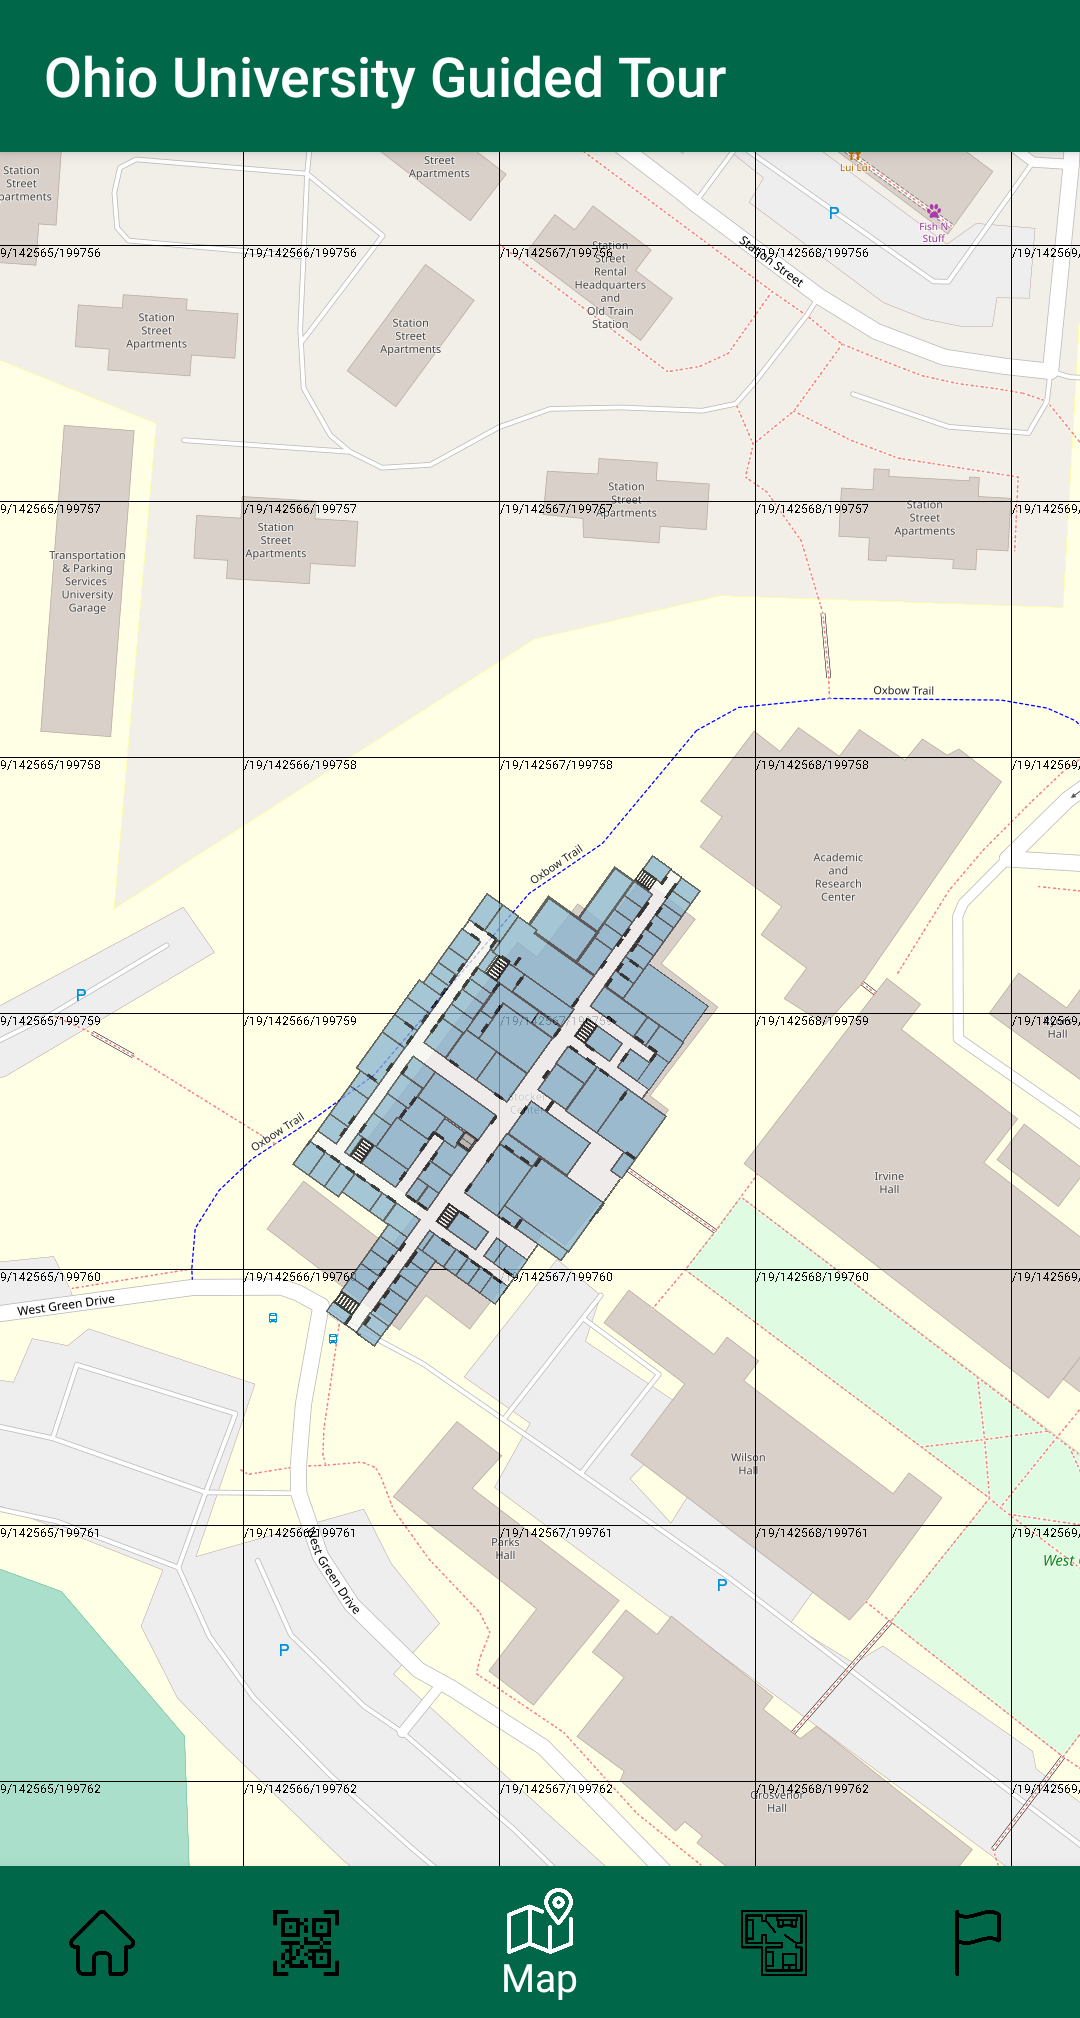 Ohio University Guided Tour
Station
Street
Apartments
Street
Apartments
Lui Lui
P
Fish N
Stuff
Station Street
/19/142566/199756
/19/142567/199756
/19/142568/199756
/19/142569/
9/142565/199756
Station
Street
Rental
Headquarters
and
Old Train
Station
Station
Street
Apartments
Station
Street
Apartments
9/142565/199757
/19/142566/199757
/19/142567/199757
/19/142568/199757
/19/142569/
Station
Street
Apartments
Station
Street
Apartments
Station
Street
Apartments
Transportation
& Parking
Services
University
Garage
Oxbow Trail
9/142565/199758
/19/142566/199758
/19/142567/199758
/19/142568/199758
/19/142569/
Oxbow Trail
Academic
and
Research
Center
P
9/142565/199759
/19/142566/199759
/19/142567/199759
/19/142568/199759
/19/142569/
Hall
Stocker
Center
Oxbow Trail
Irvine
Hall
9/142565/199760
/19/142566/199760
/19/142567/199760
/19/142568/199760
/19/142569/
West Green Drive
Wilson
Hall
9/142565/199761
/19/142566/199761
/19/142567/199761
/19/142568/199761
/19/142569/
West Green Drive
Parks
Hall
West
P
P
9/142565/199762
/19/142566/199762
/19/142567/199762
/19/142568/199762
/19/142569/
Grosvenor
Hall
Map